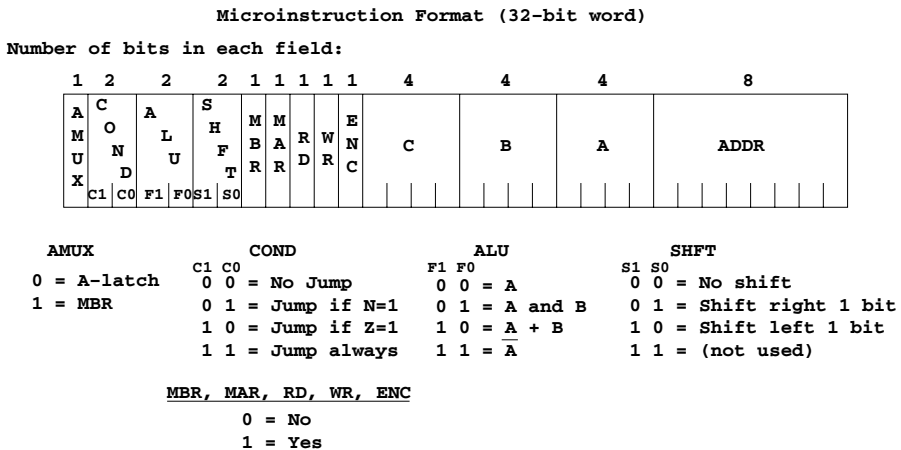 Microinstruction Format (32-bit word)
Number of bits in each field:
1 2 2 2 1 1 1 1 1 4 4 4 8
AMUX COND ALU SHFT MBR MAR RD WR ENC C B A ADDR
C1 C0 F1 F0 S1 S0
AMUX COND ALU SHFT
C1 C0 F1 F0 S1 S0
0 = A-latch 0 0 = No Jump 0 0 = A 0 0 = No shift
1 = MBR 0 1 = Jump if N=1 0 1 = A and B 0 1 = Shift right 1 bit
1 0 = Jump if Z=1 1 0 = A + B 1 0 = Shift left 1 bit
1 1 = Jump always 1 1 = A̅ 1 1 = (not used)
MBR, MAR, RD, WR, ENC
0 = No
1 = Yes